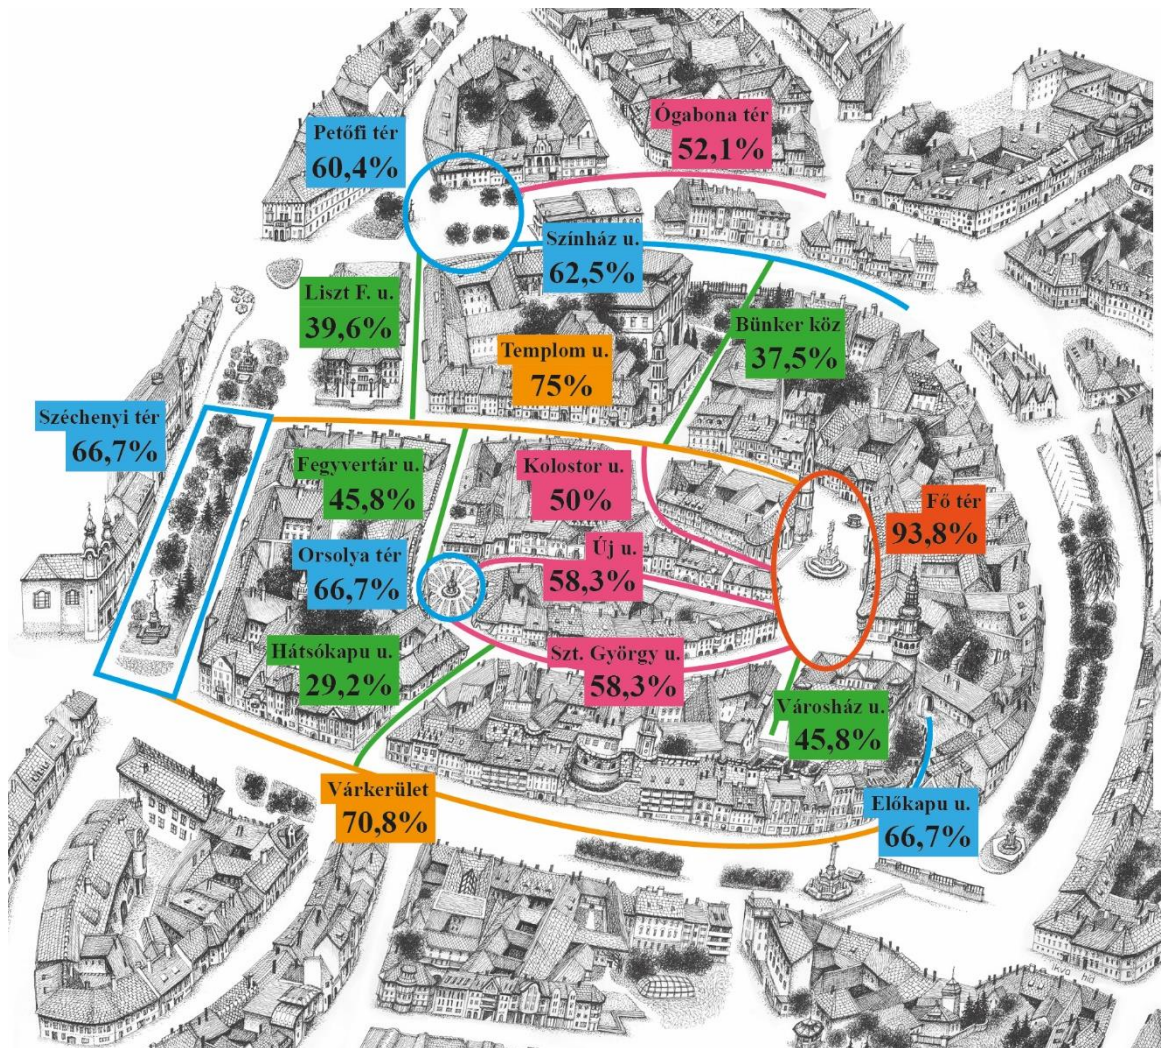 Ógabona tér
52,1%
Petőfi tér
60,4%
Színház u.
62,5%
Liszt F. u.
39,6%
Bünker köz
37,5%
Templom u.
75%
Széchenyi tér
66,7%
Fegyvertár u.
45,8%
Kolostor u.
50%
Fő tér
93,8%
Orsolya tér
66,7%
Új u.
58,3%
Hátsókapu u.
29,2%
Szt. György u.
58,3%
Városház u.
45,8%
Várkerület
70,8%
Előkapu u.
66,7%
ikva híd